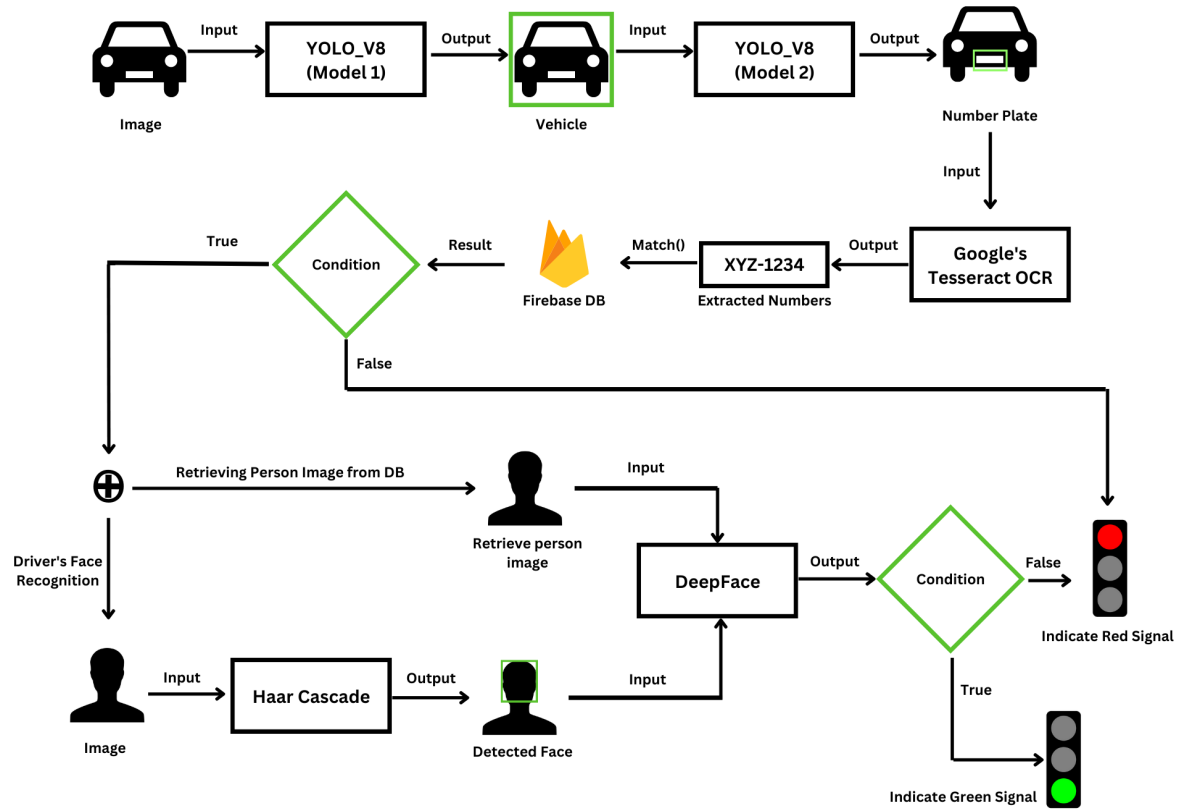 Input
YOLO_V8
(Model 1)
Output
Input
YOLO_V8
(Model 2)
Output
Image
Vehicle
Number Plate
Input
True
Condition
Result
Firebase DB
Match()
XYZ-1234
Extracted Numbers
Output
Google's
Tesseract OCR
False
Retrieving Person Image from DB
Input
Retrieve person
image
Driver's Face
Recognition
DeepFace
Output
Condition
False
Indicate Red Signal
Input
Haar Cascade
Output
Input
Image
Detected Face
True
Indicate Green Signal